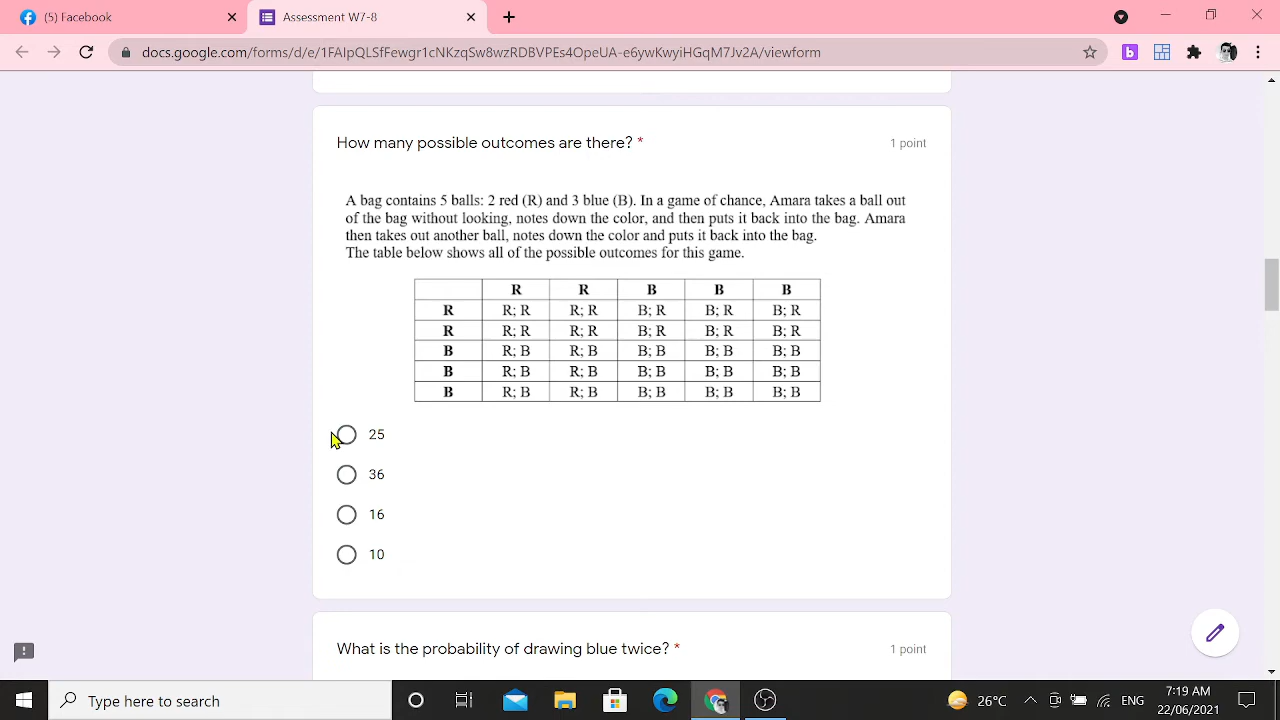 (5) Facebook
Assessment W7-8
docs.google.com/forms/d/e/1FAIpQLSfFewgr1cNKzqSw8wzRDBVPEs4OpeUA-e6ywKwyiHGqM7Jv2A/viewform
How many possible outcomes are there? *
1 point
A bag contains 5 balls: 2 red (R) and 3 blue (B). In a game of chance, Amara takes a ball out
of the bag without looking, notes down the color, and then puts it back into the bag. Amara
then takes out another ball, notes down the color and puts it back into the bag.
The table below shows all of the possible outcomes for this game.
R R B B B
R R; R R; R B; R B; R B; R
R R; R R; R B; R B; R B; R
B R; B R; B B; B B; B B; B
B R; B R; B B; B B; B B; B
B R; B R; B B; B B; B B; B
25
36
16
10
What is the probability of drawing blue twice? *
1 point
Type here to search
26°C
ENG
7:19 AM
22/06/2021